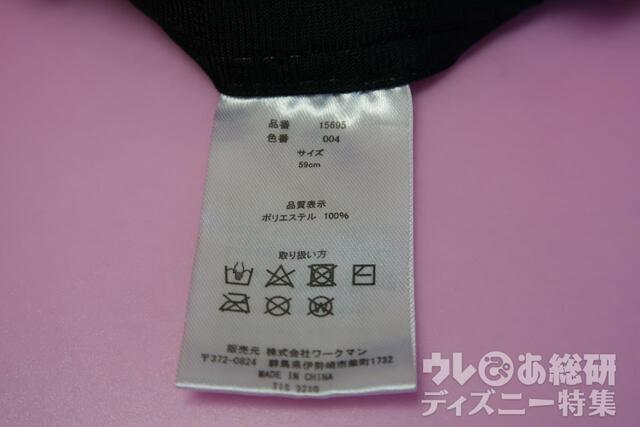 品番 15695
色番 004
サイズ
59cm
品質表示
ポリエステル 100%
取り扱い方
販売元 株式会社ワークマン
〒372-0824 群馬県伊勢崎市柴町1732
MADE IN CHINA
TIS 3210
ウレぴあ総研
ディズニー特集